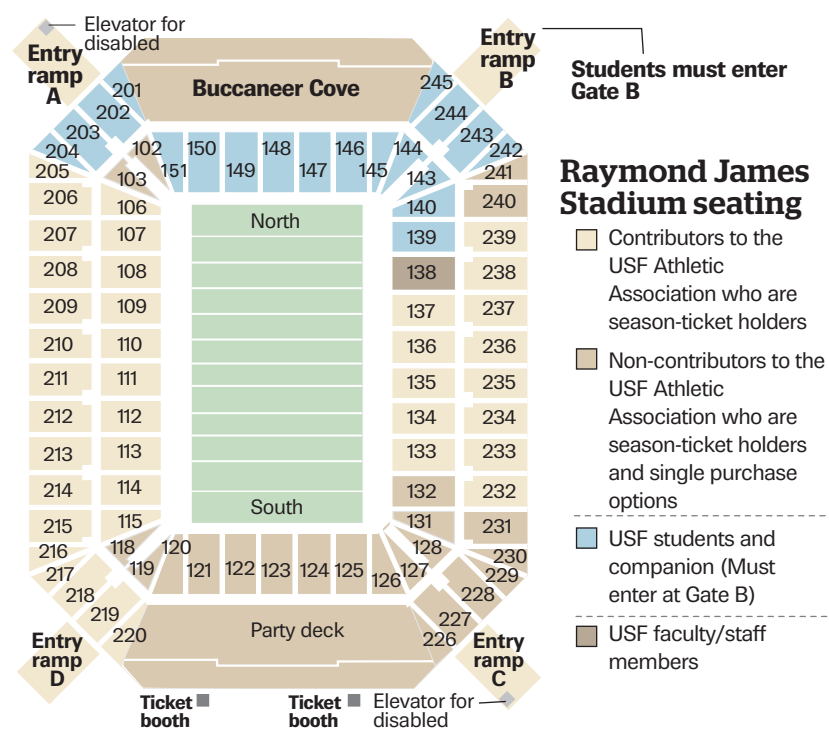 Elevator for
disabled
Entry
ramp
A
Entry
ramp
B
Students must enter
Gate B
Buccaneer Cove
201
202
203
204
205
206
207
208
209
210
211
212
213
214
215
216
217
218
219
220
102
103
106
107
108
109
110
111
112
113
114
115
118
119
151
150
149
148
147
146
145
144
143
140
139
138
137
136
135
134
133
132
131
128
127
126
125
124
123
122
121
120
245
244
243
242
241
240
239
238
237
236
235
234
233
232
231
230
229
228
227
226
North
South
Party deck
Entry
ramp
D
Entry
ramp
C
Ticket
booth
Ticket
booth
Elevator for
disabled
Raymond James
Stadium seating
Contributors to the
USF Athletic
Association who are
season-ticket holders
Non-contributors to the
USF Athletic
Association who are
season-ticket holders
and single purchase
options
USF students and
companion (Must
enter at Gate B)
USF faculty/staff
members